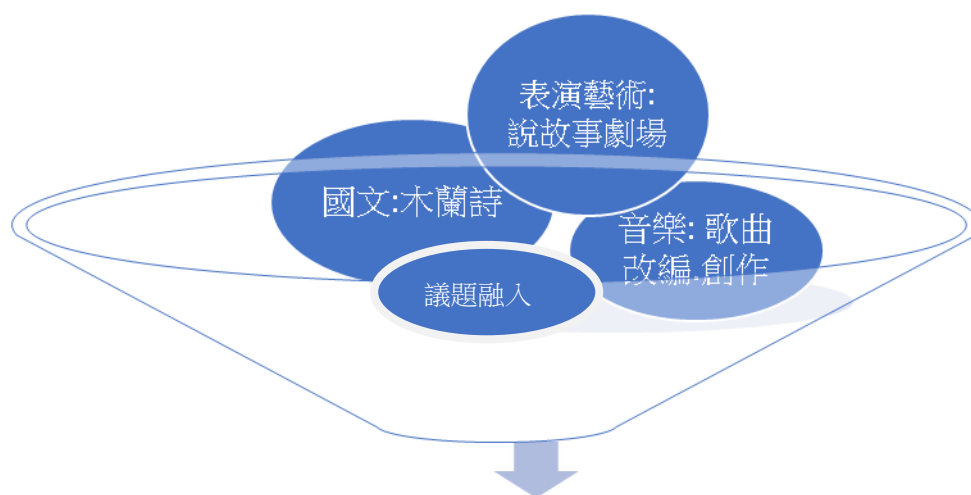 表演藝術:
說故事劇場
國文:木蘭詩
音樂: 歌曲
改編.創作
議題融入